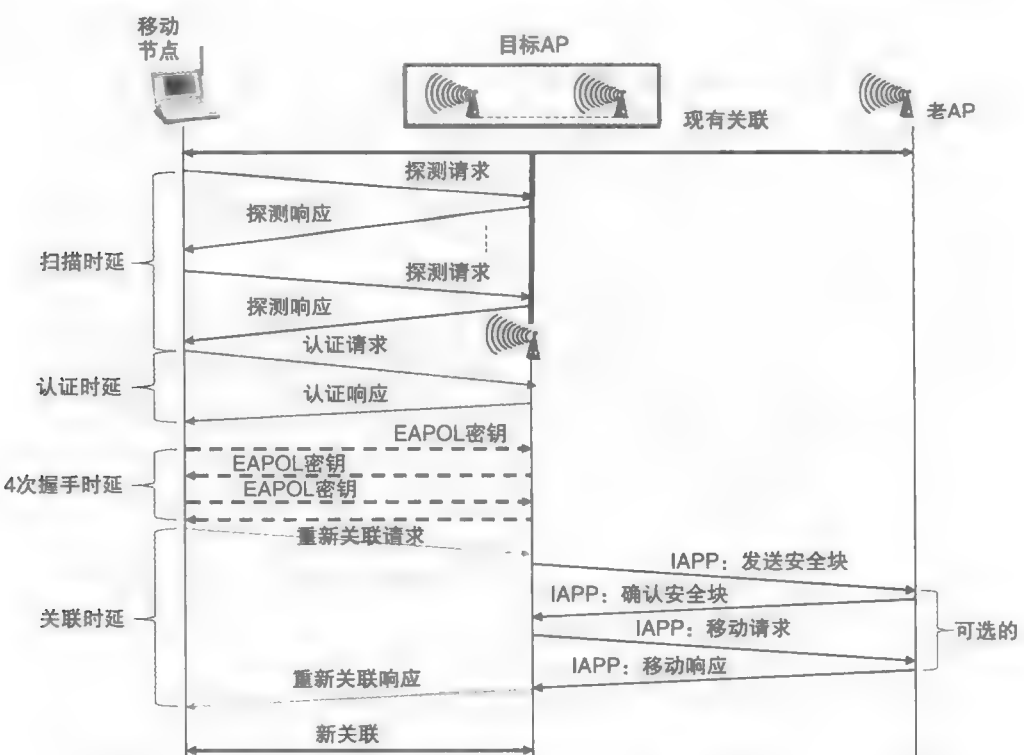 移动
节点
目标AP
现有关联
老AP
探测请求
探测响应
扫描时延
探测请求
探测响应
认证请求
认证时延
认证响应
EAPOL密钥
EAPOL密钥
4次握手时延
EAPOL密钥
重新关联请求
IAPP：发送安全块
IAPP：确认安全块
关联时延
IAPP：移动请求
可选的
IAPP：移动响应
重新关联响应
新关联